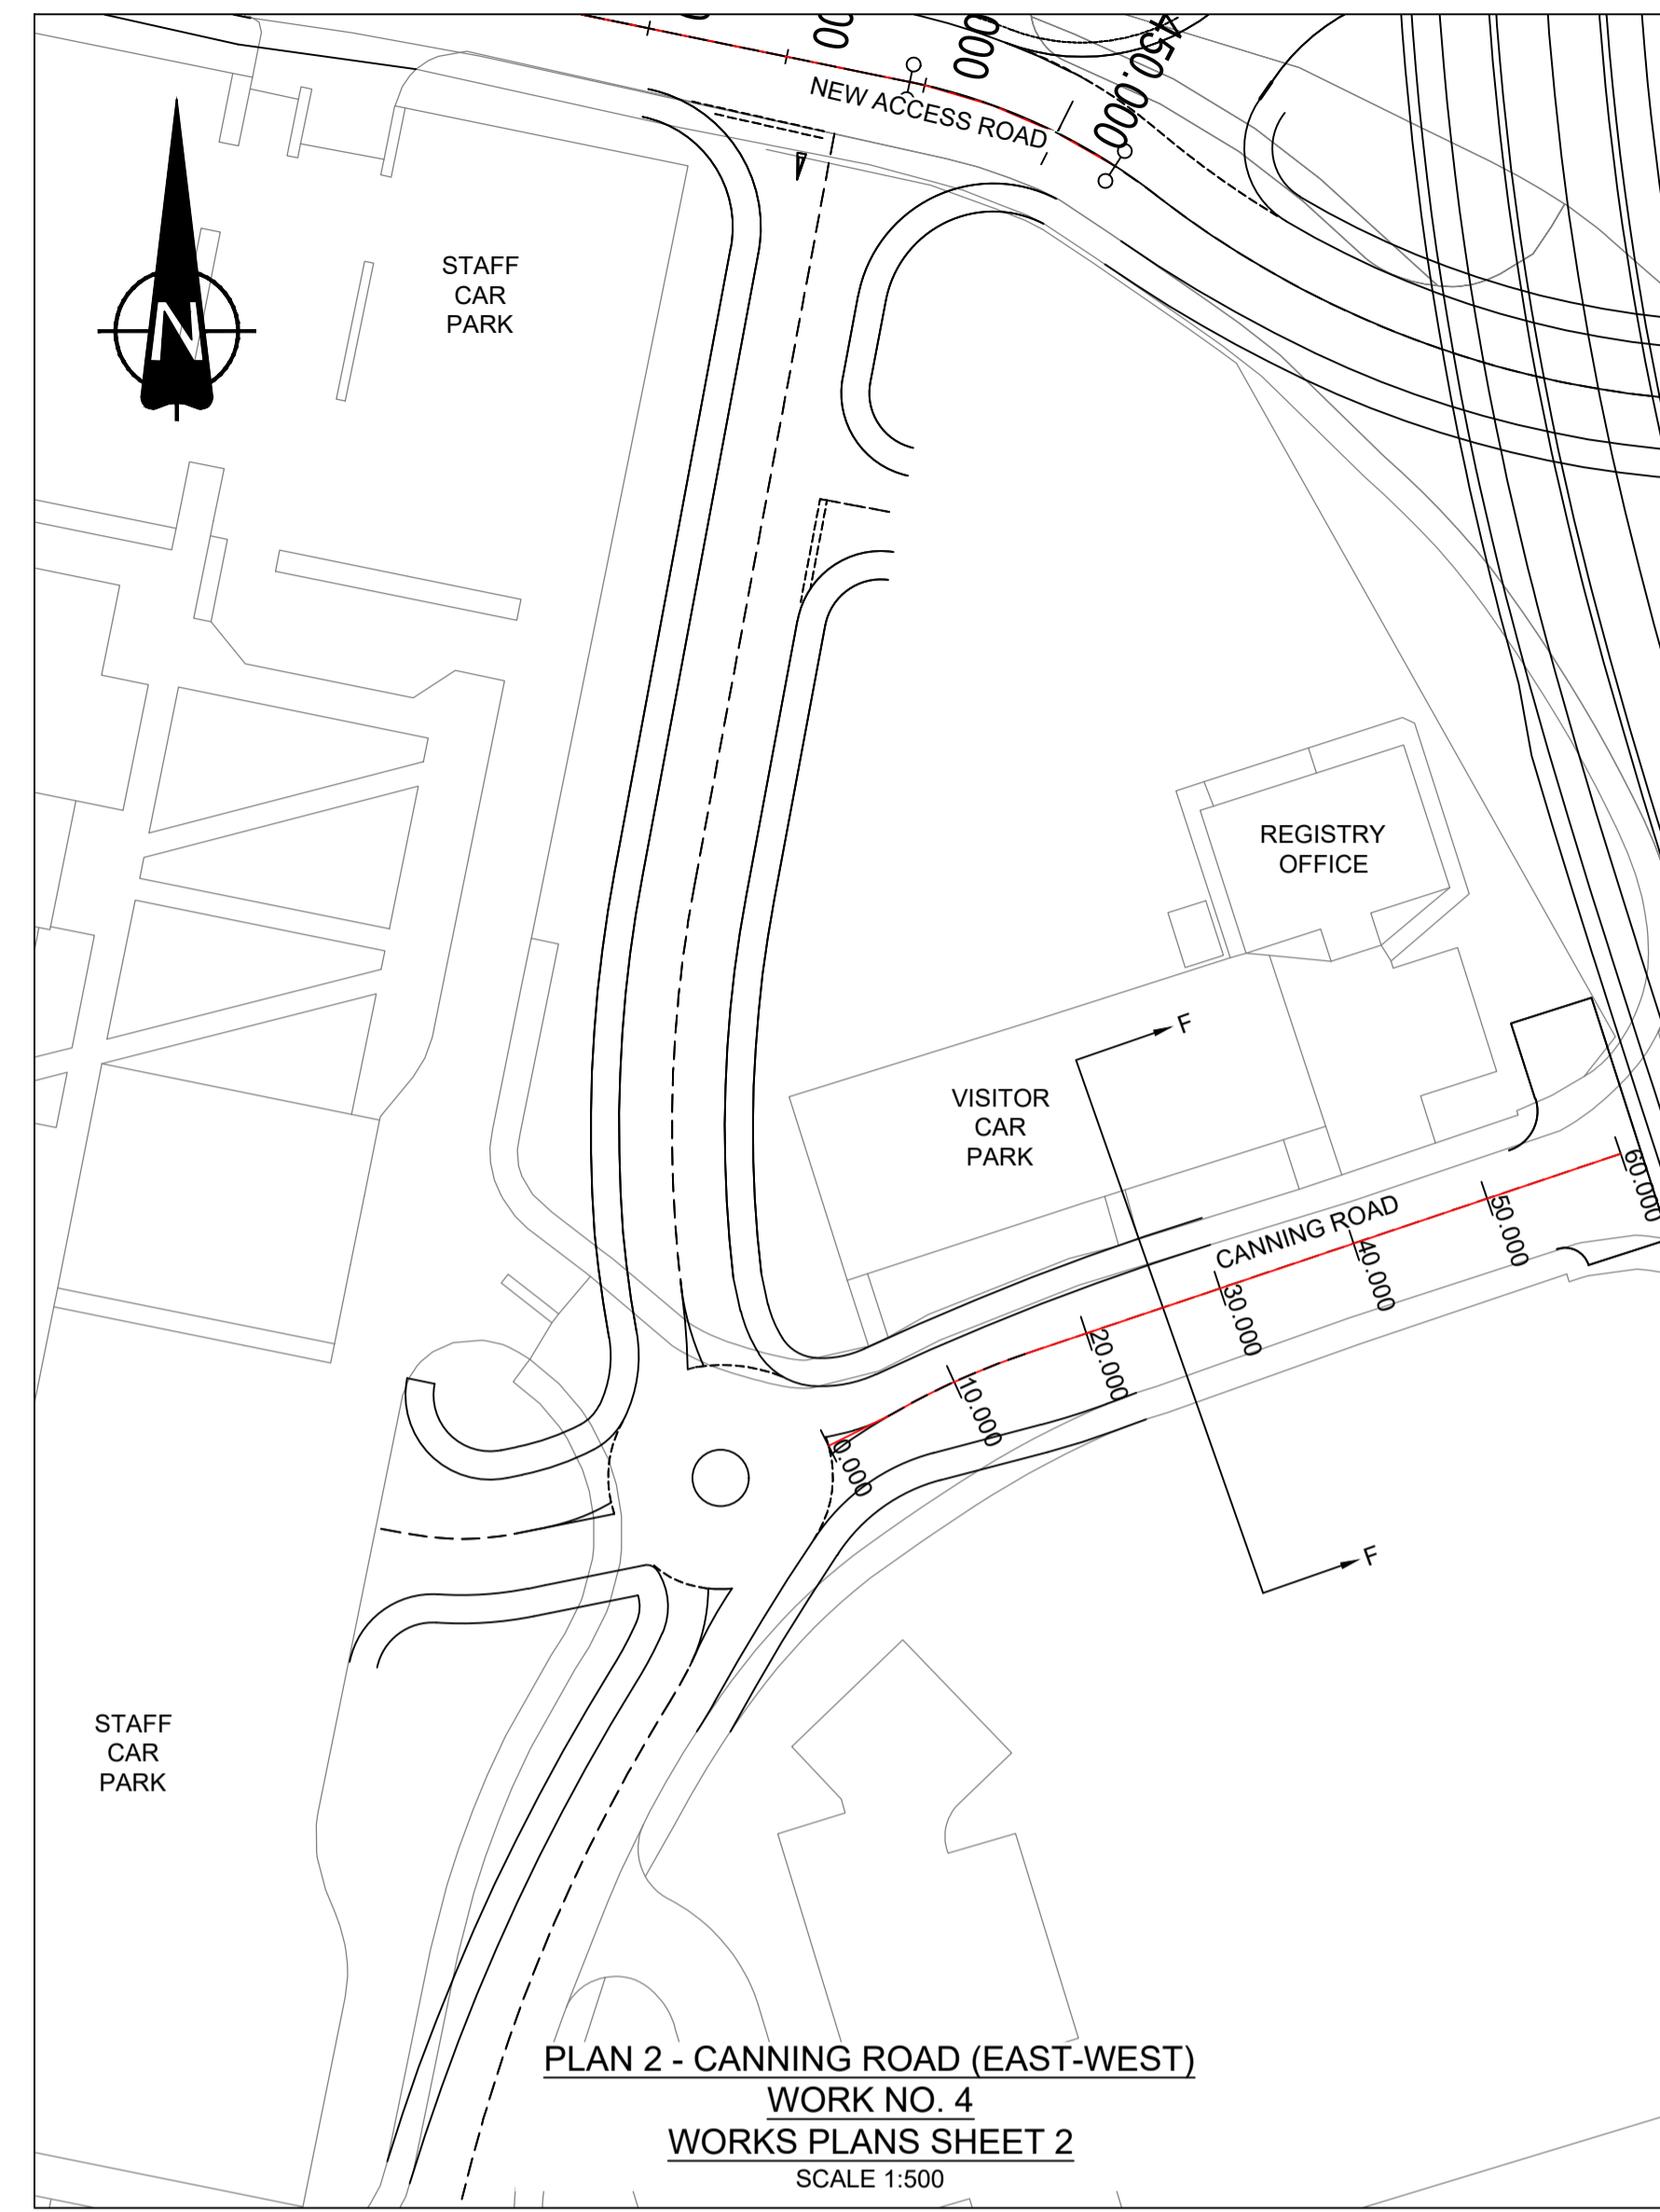 450.000
NEW ACCESS ROAD
N
STAFF
CAR
PARK
REGISTRY
OFFICE
F
VISITOR
CAR
PARK
CANNING ROAD
60.000
50.000
40.000
30.000
20.000
10.000
0.000
F
STAFF
CAR
PARK
PLAN 2 - CANNING ROAD (EAST-WEST)
WORK NO. 4
WORKS PLANS SHEET 2
SCALE 1:500